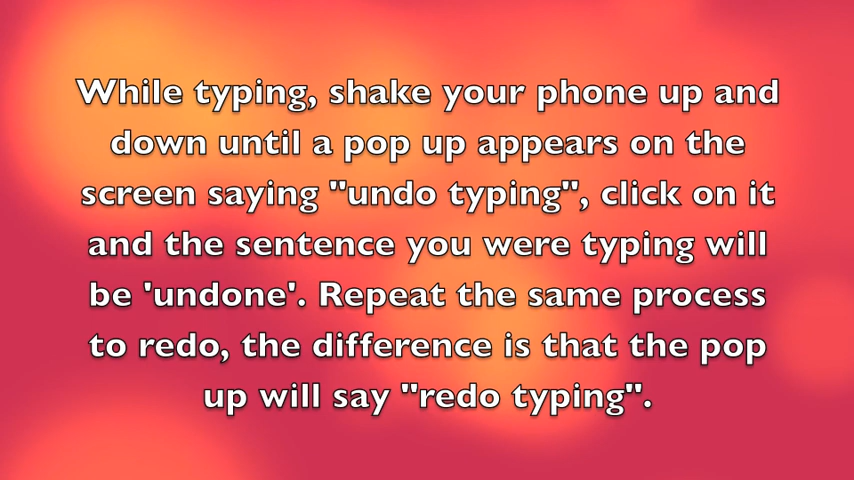 While typing, shake your phone up and
down until a pop up appears on the
screen saying "undo typing", click on it
and the sentence you were typing will
be 'undone'. Repeat the same process
to redo, the difference is that the pop
up will say "redo typing".